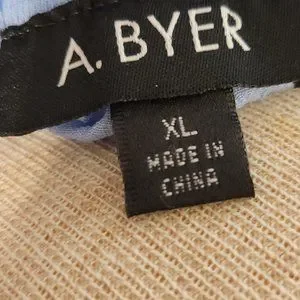 A. BYER
XL
MADE IN
CHINA